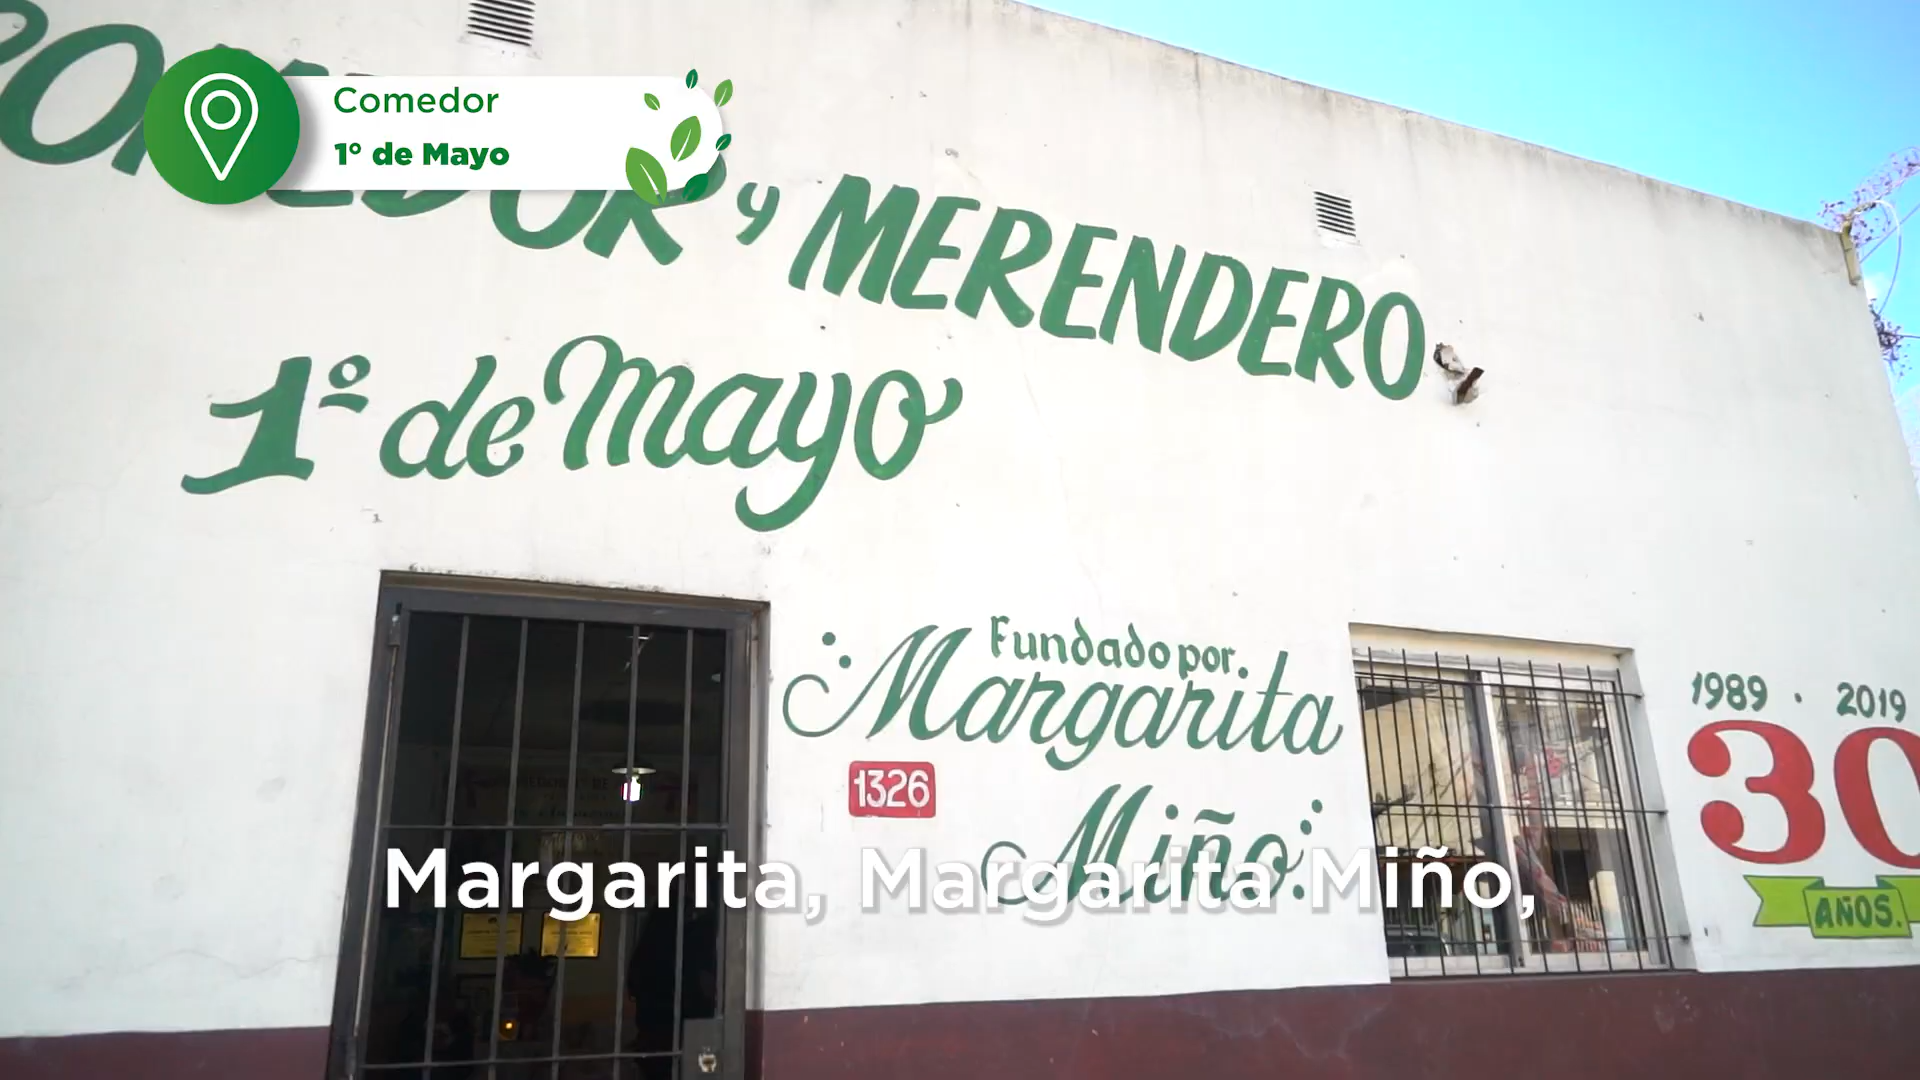 Comedor
1° de Mayo
COMEDOR y MERENDERO
1º de Mayo
Fundado por.
Margarita
Miño
1326
1989 · 2019
30
AÑOS.
Margarita, Margarita Miño,